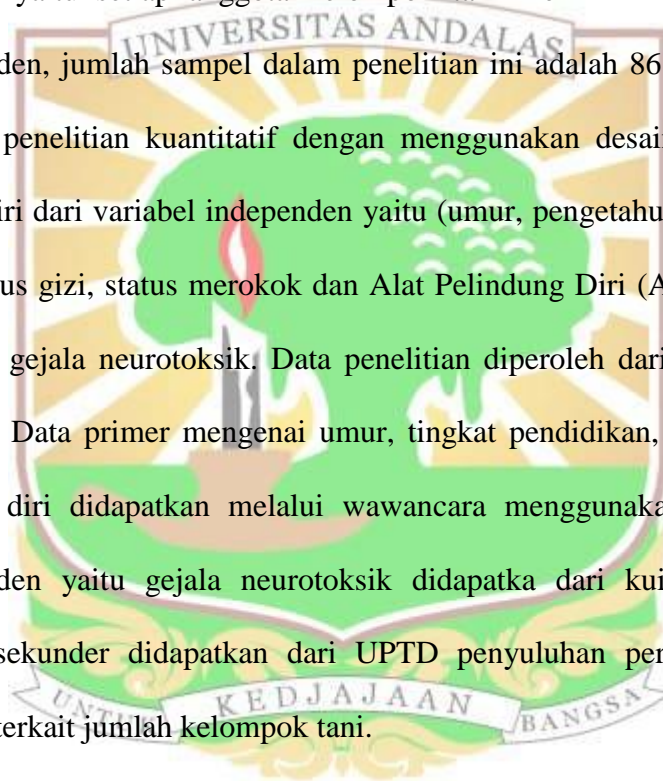 UNIVERSITAS ANDALAS
den, jumlah sampel dalam penelitian ini adalah 86
penelitian kuantitatif dengan menggunakan desai
iri dari variabel independen yaitu (umur, pengetahu
us gizi, status merokok dan Alat Pelindung Diri (A
gejala neurotoksik. Data penelitian diperoleh dari
Data primer mengenai umur, tingkat pendidikan,
diri didapatkan melalui wawancara menggunaka
den yaitu gejala neurotoksik didapatka dari kui
sekunder didapatkan dari UPTD penyuluhan per
UNTUK KEDJAJAAN BANGSA
terkait jumlah kelompok tani.